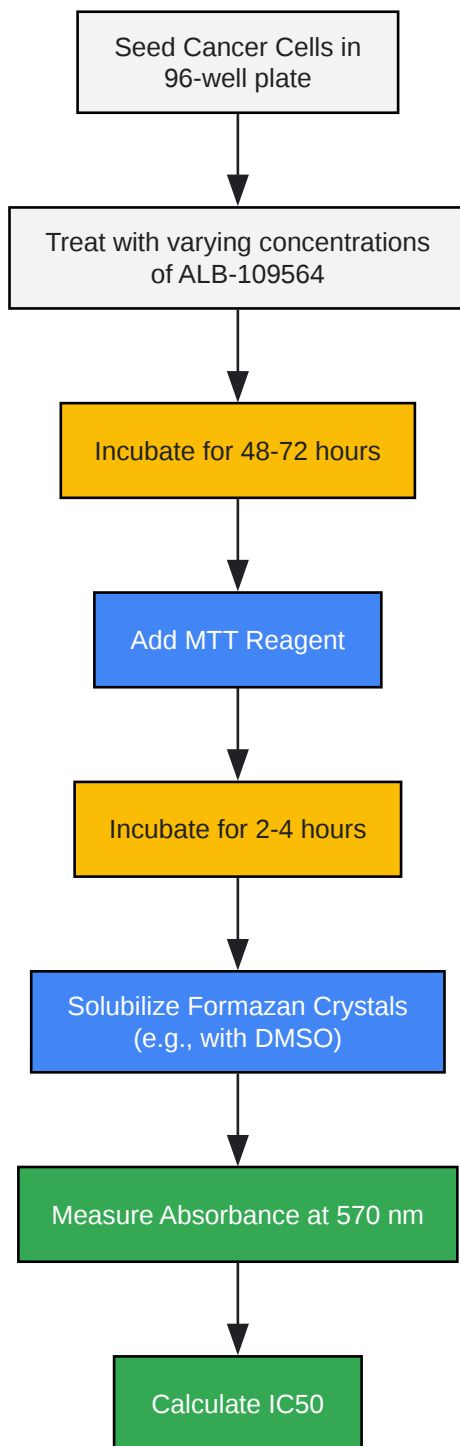 Seed Cancer Cells in
96-well plate
Treat with varying concentrations
of ALB-109564
Incubate for 48-72 hours
Add MTT Reagent
Incubate for 2-4 hours
Solubilize Formazan Crystals
(e.g., with DMSO)
Measure Absorbance at 570 nm
Calculate IC50